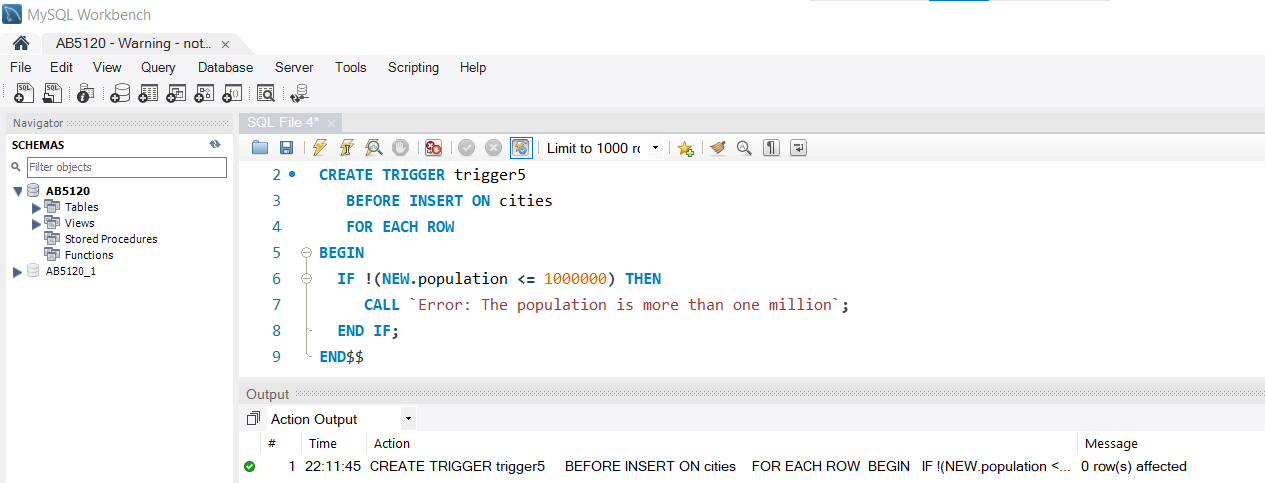 MySQL Workbench
AB5120 - Warning - not... ×
File Edit View Query Database Server Tools Scripting Help
Navigator
SQL File 4* ×
SCHEMAS
Limit to 1000 ro
Filter objects
AB5120
Tables
Views
Stored Procedures
Functions
AB5120_1
2 CREATE TRIGGER trigger5
3 BEFORE INSERT ON cities
4 FOR EACH ROW
5 BEGIN
6 IF !(NEW.population <= 1000000) THEN
7 CALL `Error: The population is more than one million`;
8 END IF;
9 END$$
Output
Action Output
# Time Action Message
1 22:11:45 CREATE TRIGGER trigger5 BEFORE INSERT ON cities FOR EACH ROW BEGIN IF !(NEW.population <... 0 row(s) affected